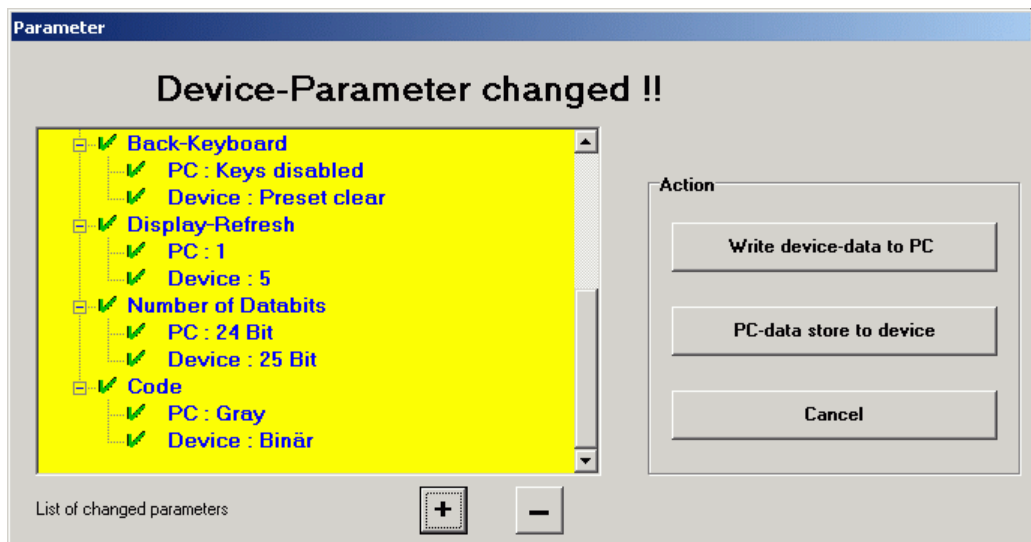 Parameter
Device-Parameter changed !!
Back-Keyboard
PC : Keys disabled
Device : Preset clear
Display-Refresh
PC : 1
Device : 5
Number of Databits
PC : 24 Bit
Device : 25 Bit
Code
PC : Gray
Device : Binär
List of changed parameters
+
−
Action
Write device-data to PC
PC-data store to device
Cancel